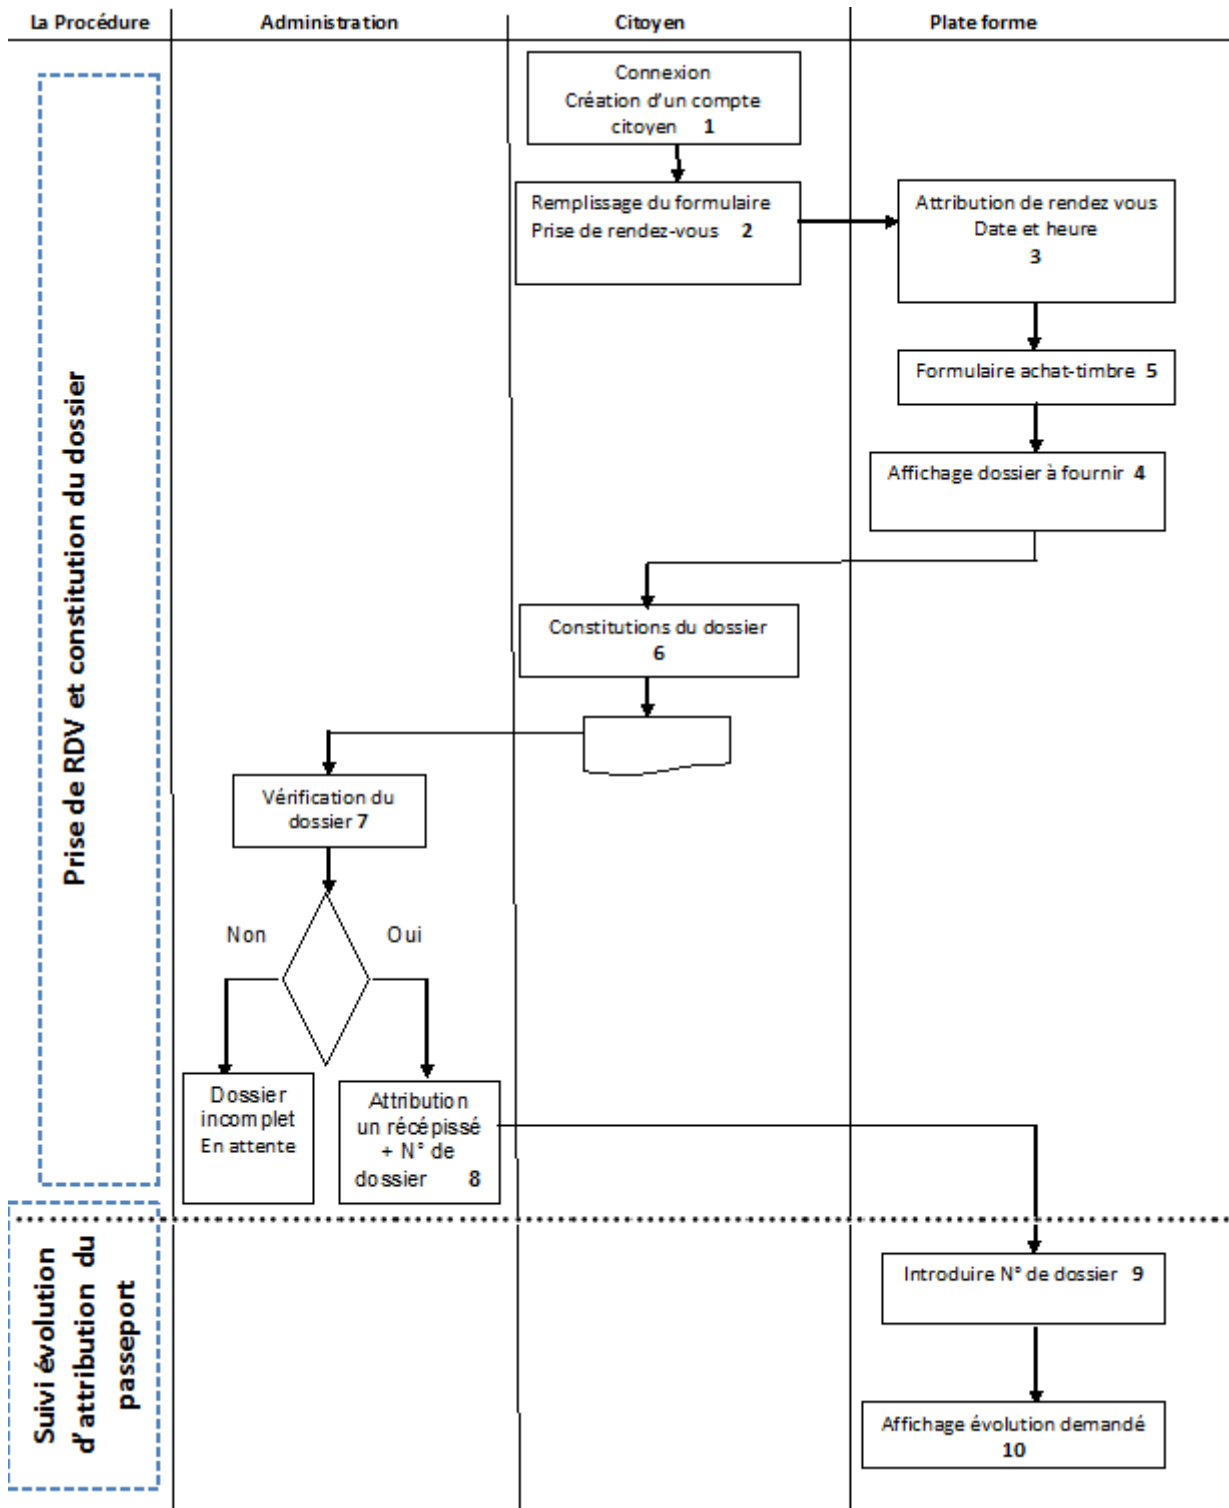 La Procédure
Administration
Citoyen
Plate forme
Prise de RDV et constitution du dossier
Connexion
Création d'un compte
citoyen 1
Remplissage du formulaire
Prise de rendez-vous 2
Attribution de rendez vous
Date et heure
3
Formulaire achat-timbre 5
Affichage dossier à fournir 4
Constitutions du dossier
6
Vérification du
dossier 7
Non
Oui
Dossier
incomplet
En attente
Attribution
un récépissé
+ N° de
dossier 8
Suivi évolution
d'attribution du
passeport
Introduire N° de dossier 9
Affichage évolution demandé
10